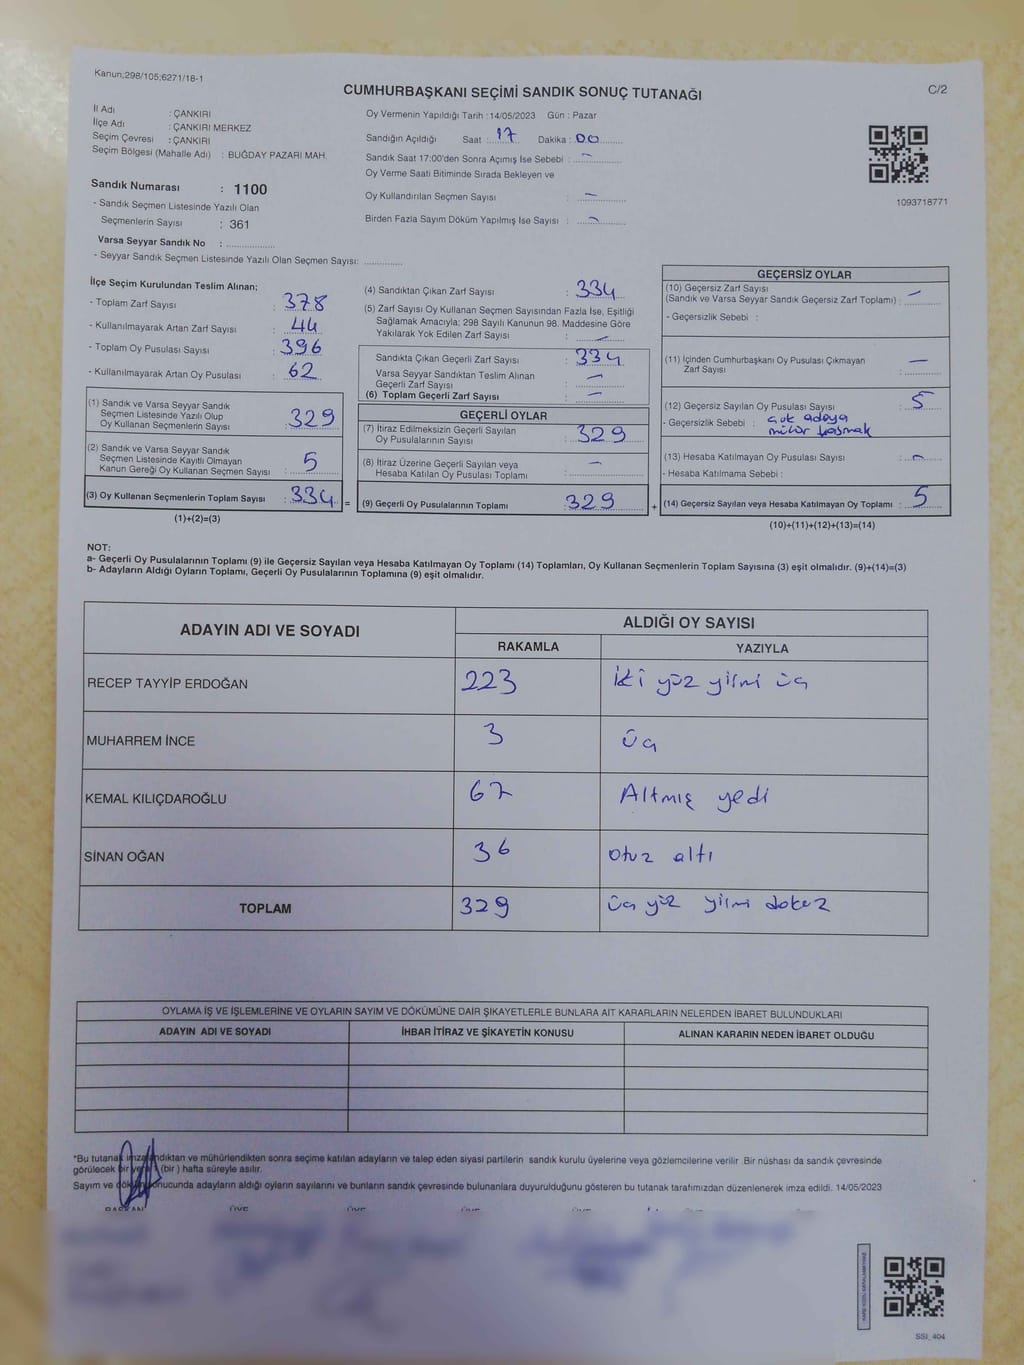 Kanun;298/105;6271/18-1
CUMHURBAŞKANI SEÇİMİ SANDIK SONUÇ TUTANAĞI
C/2
İl Adı : ÇANKIRI
İlçe Adı : ÇANKIRI MERKEZ
Seçim Çevresi : ÇANKIRI
Seçim Bölgesi (Mahalle Adı) : BUĞDAY PAZARI MAH.
Sandık Numarası : 1100
- Sandık Seçmen Listesinde Yazılı Olan
Seçmenlerin Sayısı : 361
Varsa Seyyar Sandık No : ..............
- Seyyar Sandık Seçmen Listesinde Yazılı Olan Seçmen Sayısı: ............
Oy Vermenin Yapıldığı Tarih : 14/05/2023 Gün : Pazar
Sandığın Açıldığı Saat : 17 Dakika : 00
Sandık Saat 17:00'den Sonra Açımış İse Sebebi : –
Oy Verme Saati Bitiminde Sırada Bekleyen ve
Oy Kullandırılan Seçmen Sayısı : –
Birden Fazla Sayım Döküm Yapılmış İse Sayısı : –
1093718771
İlçe Seçim Kurulundan Teslim Alınan:
- Toplam Zarf Sayısı : 378
- Kullanılmayarak Artan Zarf Sayısı : 44
- Toplam Oy Pusulası Sayısı : 396
- Kullanılmayarak Artan Oy Pusulası : 62
(1) Sandık ve Varsa Seyyar Sandık
Seçmen Listesinde Yazılı Olup
Oy Kullanan Seçmenlerin Sayısı : 329
(2) Sandık ve Varsa Seyyar Sandık
Seçmen Listesinde Kayıtlı Olmayan
Kanun Gereği Oy Kullanan Seçmen Sayısı : 5
(3) Oy Kullanan Seçmenlerin Toplam Sayısı : 334 =
(1)+(2)=(3)
(4) Sandıktan Çıkan Zarf Sayısı : 334
(5) Zarf Sayısı Oy Kullanan Seçmen Sayısından Fazla İse, Eşitliği
Sağlamak Amacıyla; 298 Sayılı Kanunun 98. Maddesine Göre
Yakılarak Yok Edilen Zarf Sayısı : –
Sandıkta Çıkan Geçerli Zarf Sayısı : 334
Varsa Seyyar Sandıktan Teslim Alınan
Geçerli Zarf Sayısı : –
(6) Toplam Geçerli Zarf Sayısı : –
GEÇERLİ OYLAR
(7) İtiraz Edilmeksizin Geçerli Sayılan
Oy Pusulalarının Sayısı : 329
(8) İtiraz Üzerine Geçerli Sayılan veya
Hesaba Katılan Oy Pusulası Toplamı : –
(9) Geçerli Oy Pusulalarının Toplamı : 329 +
GEÇERSİZ OYLAR
(10) Geçersiz Zarf Sayısı
(Sandık ve Varsa Seyyar Sandık Geçersiz Zarf Toplamı) : –
- Geçersizlik Sebebi :
(11) İçinden Cumhurbaşkanı Oy Pusulası Çıkmayan
Zarf Sayısı : –
(12) Geçersiz Sayılan Oy Pusulası Sayısı : 5
- Geçersizlik Sebebi : çok adaya
mühür basmak
(13) Hesaba Katılmayan Oy Pusulası Sayısı : –
- Hesaba Katılmama Sebebi :
(14) Geçersiz Sayılan veya Hesaba Katılmayan Oy Toplamı : 5
(10)+(11)+(12)+(13)=(14)
NOT:
a- Geçerli Oy Pusulalarının Toplamı (9) ile Geçersiz Sayılan veya Hesaba Katılmayan Oy Toplamı (14) Toplamları, Oy Kullanan Seçmenlerin Toplam Sayısına (3) eşit olmalıdır. (9)+(14)=(3)
b- Adayların Aldığı Oyların Toplamı, Geçerli Oy Pusulalarının Toplamına (9) eşit olmalıdır.
ADAYIN ADI VE SOYADI
ALDIĞI OY SAYISI
RAKAMLA YAZIYLA
RECEP TAYYİP ERDOĞAN 223 iki yüz yirmi üç
MUHARREM İNCE 3 üç
KEMAL KILIÇDAROĞLU 67 Altmış yedi
SİNAN OĞAN 36 otuz altı
TOPLAM 329 üç yüz yirmi dokuz
OYLAMA İŞ VE İŞLEMLERİNE VE OYLARIN SAYIM VE DÖKÜMÜNE DAİR ŞİKAYETLERLE BUNLARA AİT KARARLARIN NELERDEN İBARET BULUNDUKLARI
ADAYIN ADI VE SOYADI İHBAR İTİRAZ VE ŞİKAYETİN KONUSU ALINAN KARARIN NEDEN İBARET OLDUĞU
*Bu tutanak imzalandıktan ve mühürlendikten sonra seçime katılan adayların ve talep eden siyasi partilerin sandık kurulu üyelerine veya gözlemcilerine verilir Bir nüshası da sandık çevresinde
görülecek bir yere 1 (bir ) hafta süreyle asılır.
Sayım ve döküm sonucunda adayların aldığı oyların sayılarını ve bunların sandık çevresinde bulunanlara duyurulduğunu gösteren bu tutanak tarafımızdan düzenlenerek imza edildi. 14/05/2023
BAŞKAN ÜYE ÜYE ÜYE ÜYE
SSI_404